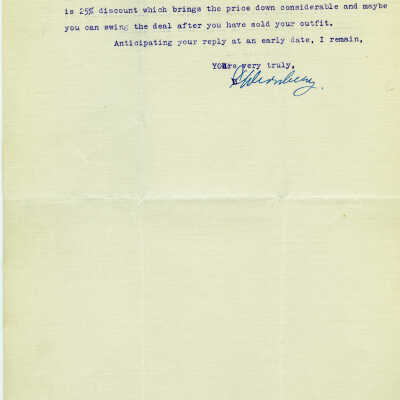 is 25% discount which brings the price down considerable and maybe
you can swing the deal after you have sold your outfit.
Anticipating your reply at an early date, I remain,
YOurs very truly,